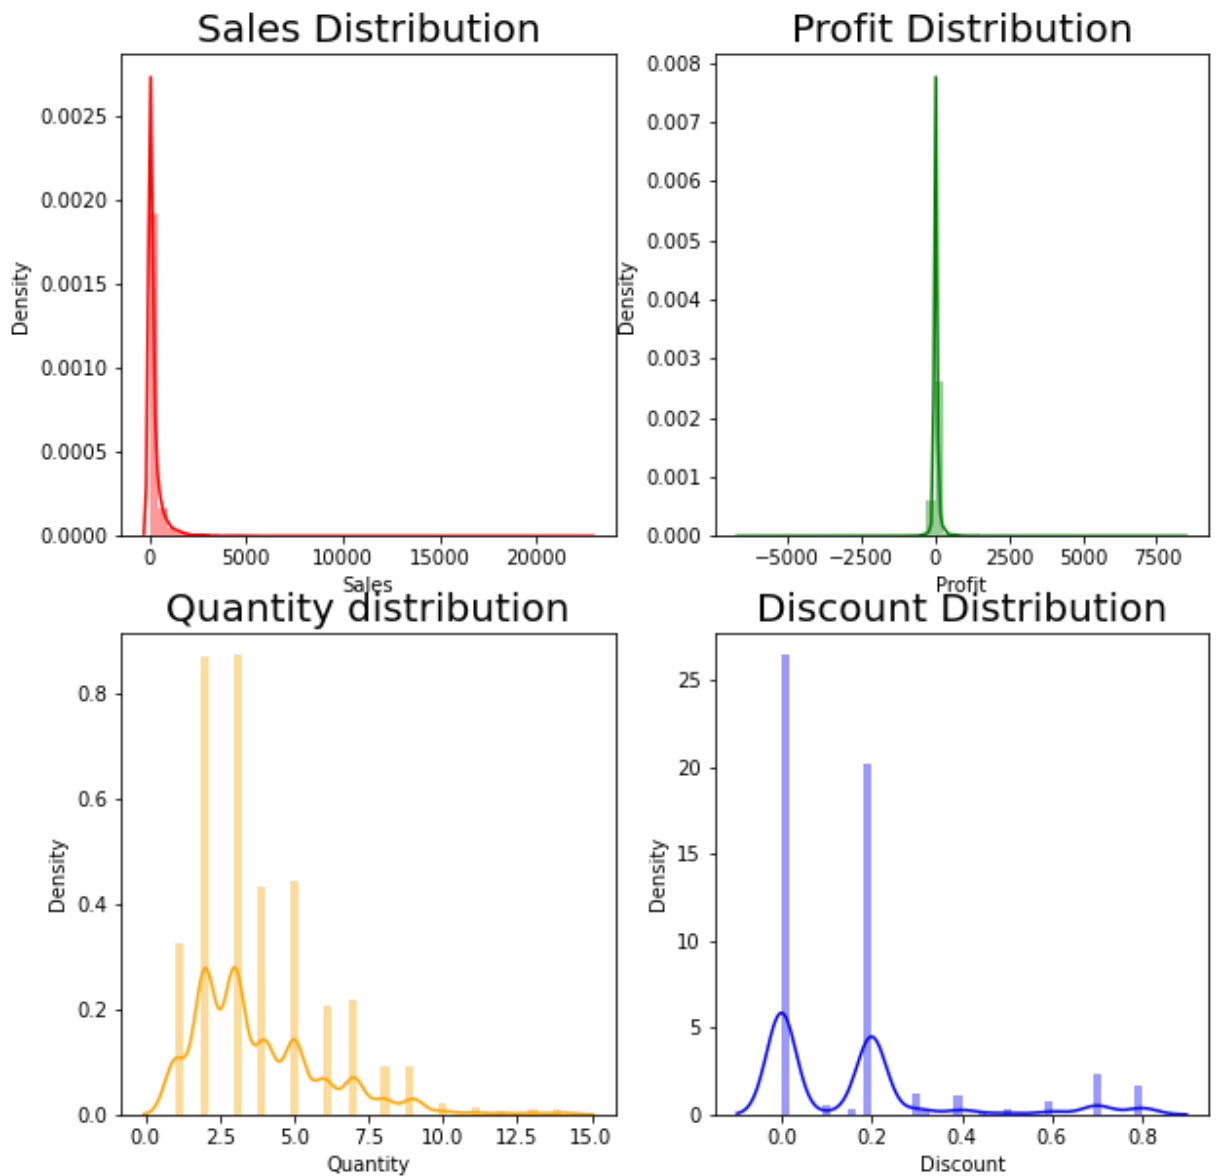 Sales Distribution
0.0025
0.0020
0.0015
0.0010
0.0005
0.0000
Density
0 5000 10000 15000 20000
Sales
Profit Distribution
0.008
0.007
0.006
0.005
0.004
0.003
0.002
0.001
0.000
Density
−5000 −2500 0 2500 5000 7500
Profit
Quantity distribution
0.8
0.6
0.4
0.2
0.0
Density
0.0 2.5 5.0 7.5 10.0 12.5 15.0
Quantity
Discount Distribution
25
20
15
10
5
0
Density
0.0 0.2 0.4 0.6 0.8
Discount